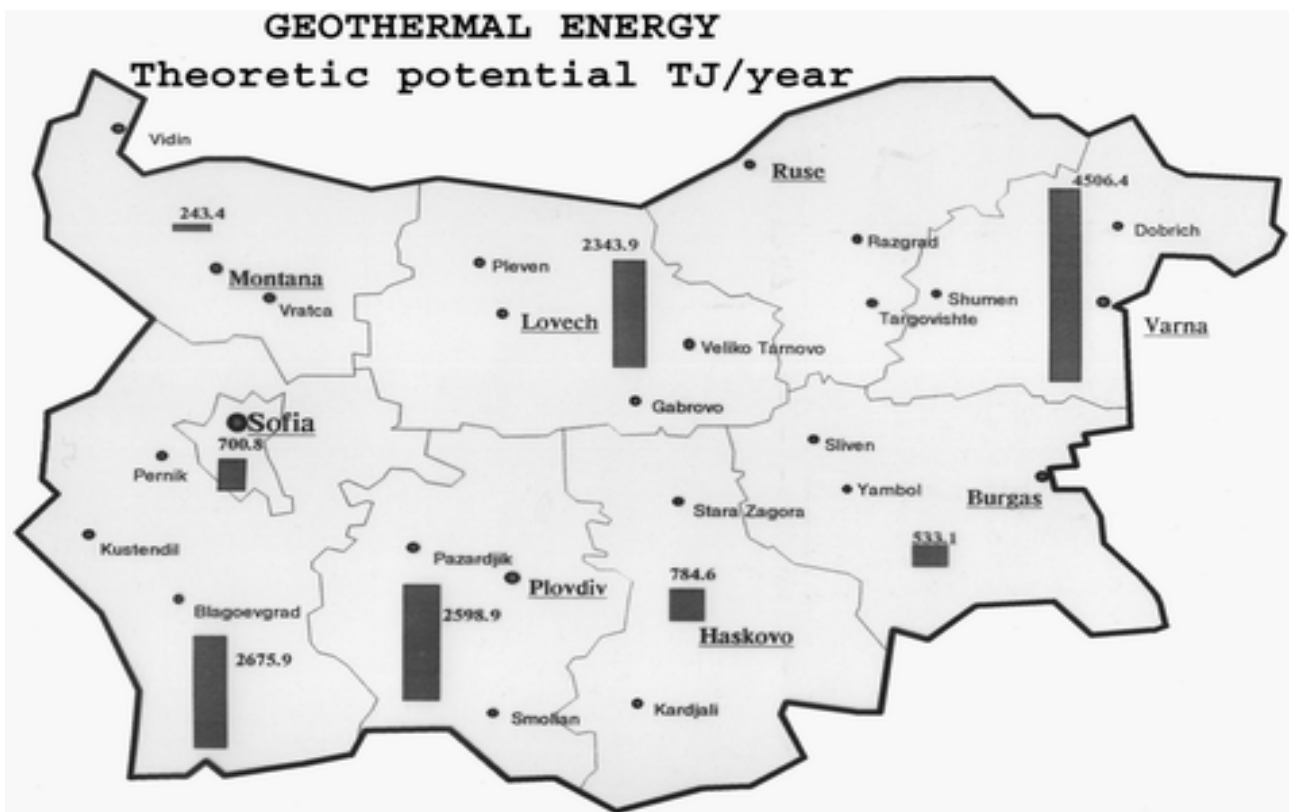 GEOTHERMAL ENERGY
Theoretic potential TJ/year
Vidin
Ruse
4506.4
243.4
Dobrich
Razgrad
2343.9
Pleven
Montana
Shumen
Vratca
Targovishte
Lovech
Varna
Veliko Tarnovo
Gabrovo
Sofia
700.8
Sliven
Pernik
Yambol
Burgas
Stara Zagora
533.1
Kustendil
Pazardjik
784.6
Plovdiv
Blagoevgrad
2598.9
Haskovo
2675.9
Smolian
Kardjali